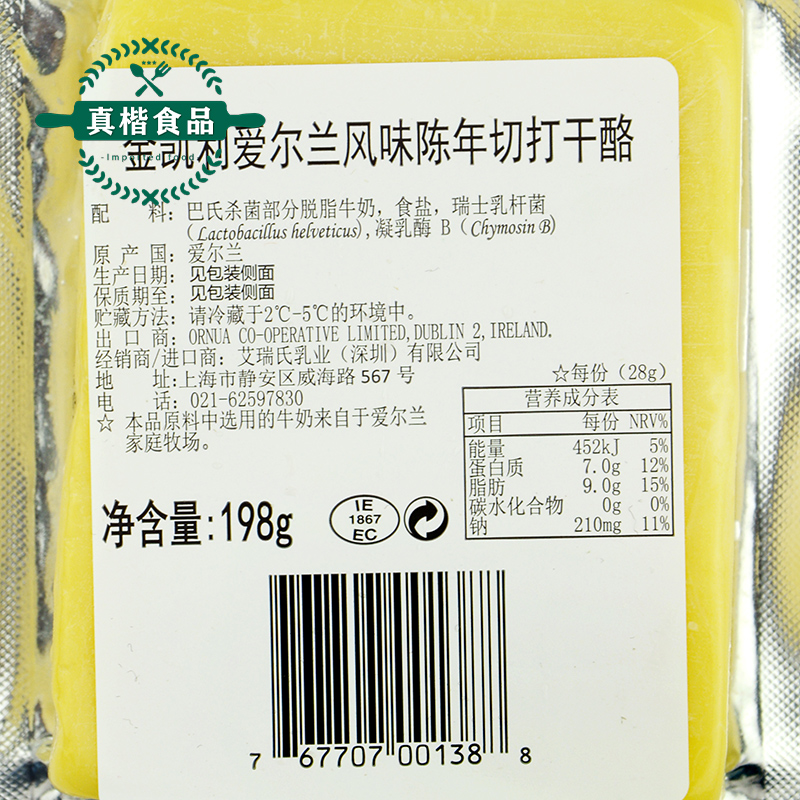 真楷食品
Imported food
金凯利爱尔兰风味陈年切打干酪
配 料: 巴氏杀菌部分脱脂牛奶, 食盐, 瑞士乳杆菌
(Lactobacillus helveticus), 凝乳酶 B (Chymosin B)
原 产 国: 爱尔兰
生产日期: 见包装侧面
保质期至: 见包装侧面
贮藏方法: 请冷藏于2℃-5℃的环境中。
出 口 商: ORNUA CO-OPERATIVE LIMITED,DUBLIN 2,IRELAND.
经销商/进口商: 艾瑞氏乳业 (深圳) 有限公司
地 址:上海市静安区威海路 567 号
电 话: 021-62597830
☆ 本品原料中选用的牛奶来自于爱尔兰
家庭牧场。
☆每份 (28g)
营养成分表
项目 每份 NRV%
能量 452kJ 5%
蛋白质 7.0g 12%
脂肪 9.0g 15%
碳水化合物 0g 0%
钠 210mg 11%
净含量:198g
IE
1867
EC
7 67707 00138 8